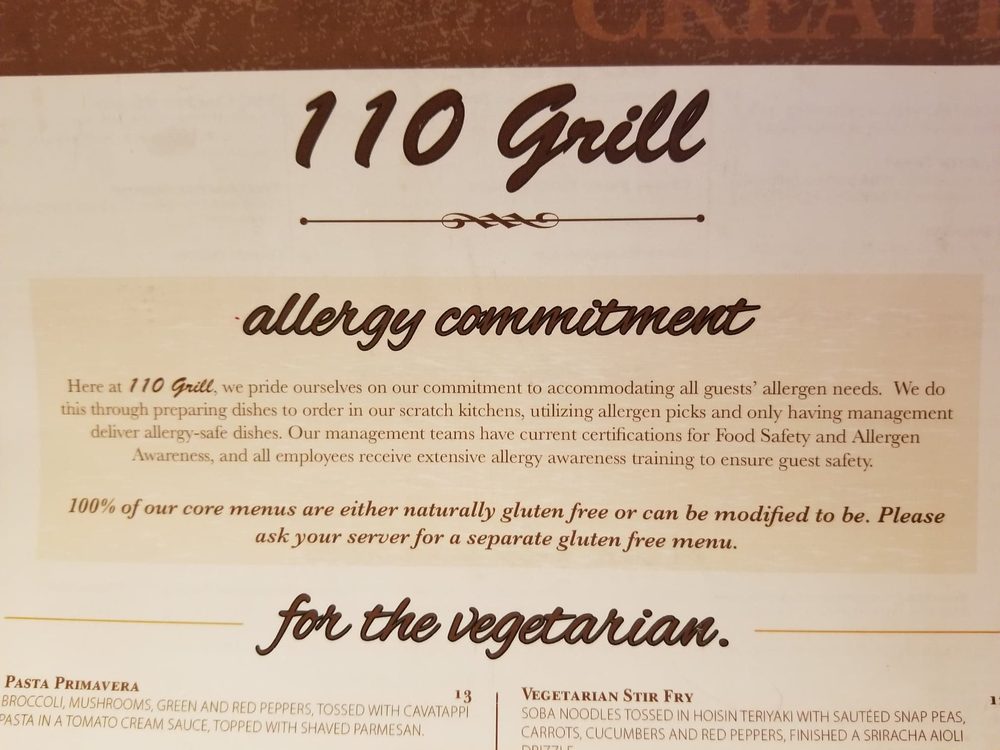 110 Grill
allergy commitment
Here at 110 Grill, we pride ourselves on our commitment to accommodating all guests' allergen needs. We do
this through preparing dishes to order in our scratch kitchens, utilizing allergen picks and only having management
deliver allergy-safe dishes. Our management teams have current certifications for Food Safety and Allergen
Awareness, and all employees receive extensive allergy awareness training to ensure guest safety.
100% of our core menus are either naturally gluten free or can be modified to be. Please
ask your server for a separate gluten free menu.
for the vegetarian.
PASTA PRIMAVERA 13
BROCCOLI, MUSHROOMS, GREEN AND RED PEPPERS, TOSSED WITH CAVATAPPI
PASTA IN A TOMATO CREAM SAUCE, TOPPED WITH SHAVED PARMESAN.
VEGETARIAN STIR FRY
SOBA NOODLES TOSSED IN HOISIN TERIYAKI WITH SAUTÉED SNAP PEAS,
CARROTS, CUCUMBERS AND RED PEPPERS, FINISHED A SRIRACHA AIOLI
DRIZZLE